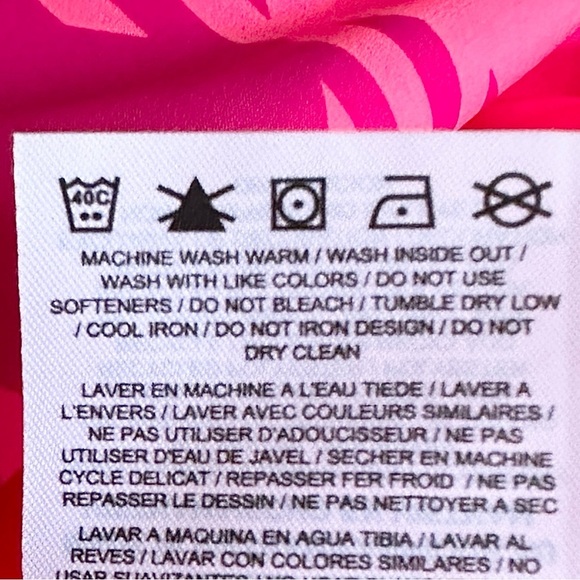 40C
MACHINE WASH WARM / WASH INSIDE OUT /
WASH WITH LIKE COLORS / DO NOT USE
SOFTENERS / DO NOT BLEACH / TUMBLE DRY LOW
/ COOL IRON / DO NOT IRON DESIGN / DO NOT
DRY CLEAN
LAVER EN MACHINE A L'EAU TIEDE / LAVER A
L'ENVERS / LAVER AVEC COULEURS SIMILAIRES /
NE PAS UTILISER D'ADOUCISSEUR / NE PAS
UTILISER D'EAU DE JAVEL / SECHER EN MACHINE
CYCLE DELICAT / REPASSER FER FROID / NE PAS
REPASSER LE DESSIN / NE PAS NETTOYER A SEC
LAVAR A MAQUINA EN AGUA TIBIA / LAVAR AL
REVES / LAVAR CON COLORES SIMILARES / NO
USAR